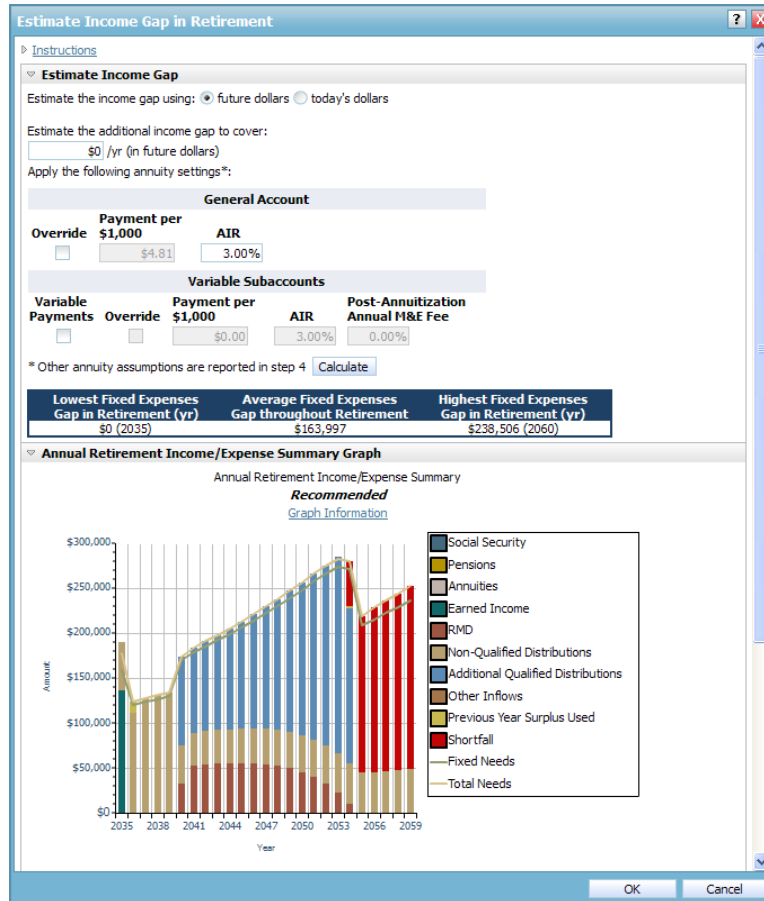 Estimate Income Gap in Retirement
? X
Instructions
Estimate Income Gap
Estimate the income gap using: future dollars today's dollars
Estimate the additional income gap to cover:
$0 /yr (in future dollars)
Apply the following annuity settings*:
General Account
Payment per
Override $1,000 AIR
$4.81 3.00%
Variable Subaccounts
Variable Payment per Post-Annuitization
Payments Override $1,000 AIR Annual M&E Fee
$0.00 3.00% 0.00%
* Other annuity assumptions are reported in step 4 Calculate
Lowest Fixed Expenses Average Fixed Expenses Highest Fixed Expenses
Gap in Retirement (yr) Gap throughout Retirement Gap in Retirement (yr)
$0 (2035) $163,997 $238,506 (2060)
Annual Retirement Income/Expense Summary Graph
Annual Retirement Income/Expense Summary
Recommended
Graph Information
$300,000
$250,000
$200,000
$150,000
$100,000
$50,000
$0
Amount
2035 2038 2041 2044 2047 2050 2053 2056 2059
Year
Social Security
Pensions
Annuities
Earned Income
RMD
Non-Qualified Distributions
Additional Qualified Distributions
Other Inflows
Previous Year Surplus Used
Shortfall
Fixed Needs
Total Needs
OK Cancel